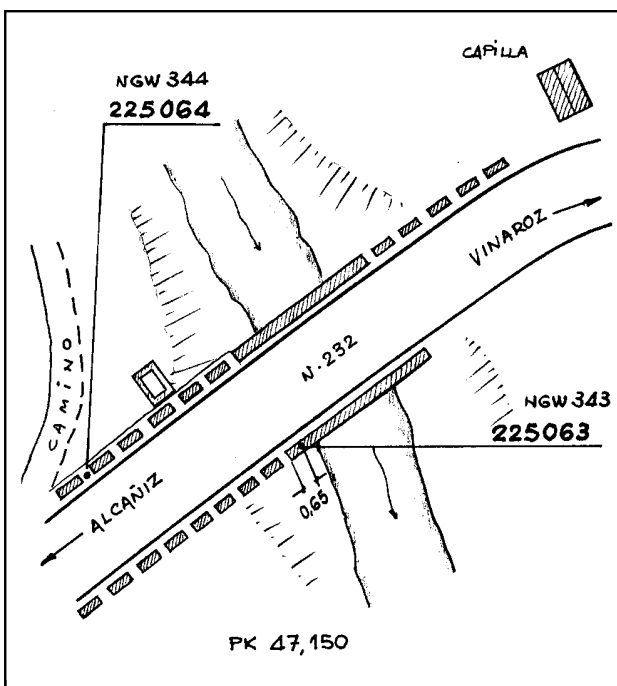 CAPILLA
NGW 344
225064
VINAROZ
N-232
CAMINO
NGW 343
225063
ALCAÑIZ
0,65
PK 47,150